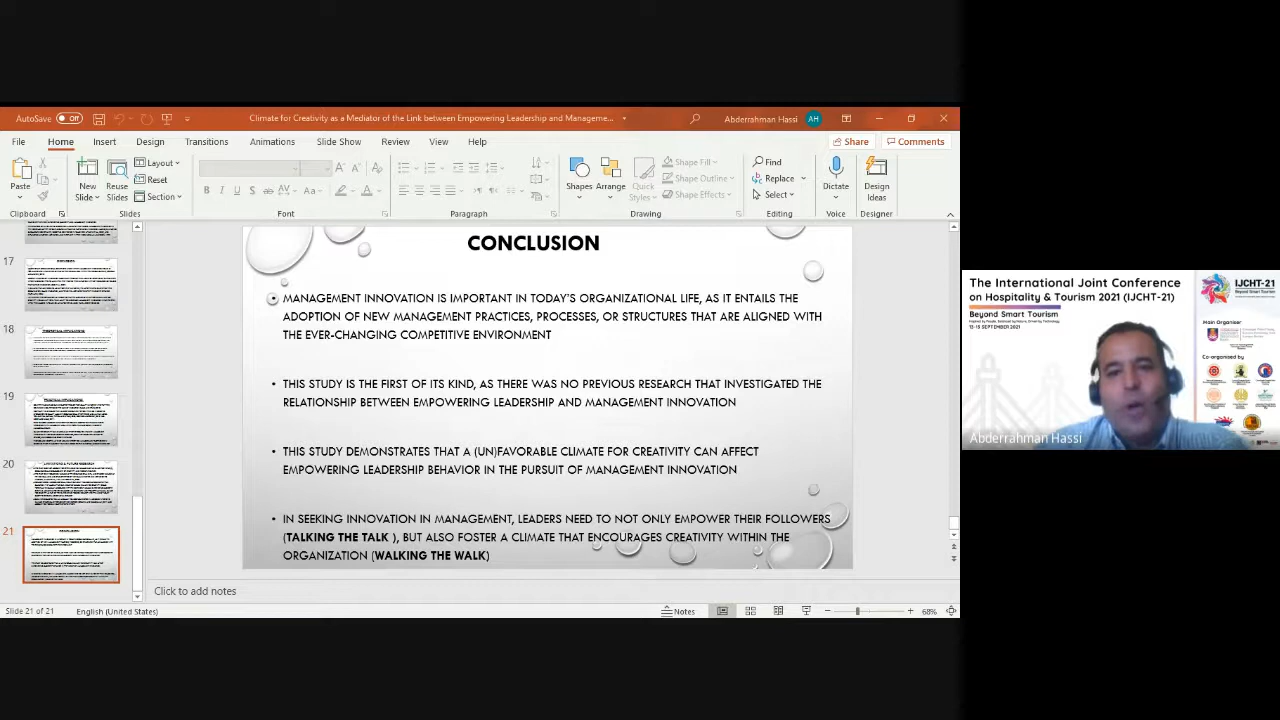 AutoSave Off
Climate for Creativity as a Mediator of the Link between Empowering Leadership and Manageme...
Abderrahman Hassi AH
File Home Insert Design Transitions Animations Slide Show Review View Help
Share Comments
Paste
New Slide
Reuse Slides
Layout
Reset
Section
Shapes
Arrange
Quick Styles
Shape Fill
Shape Outline
Shape Effects
Find
Replace
Select
Dictate
Design Ideas
Clipboard Slides Font Paragraph Drawing Editing Voice Designer
17
18
19
20
21
CONCLUSION
• MANAGEMENT INNOVATION IS IMPORTANT IN TODAY'S ORGANIZATIONAL LIFE, AS IT ENTAILS THE
ADOPTION OF NEW MANAGEMENT PRACTICES, PROCESSES, OR STRUCTURES THAT ARE ALIGNED WITH
AN EVER-CHANGING COMPETITIVE ENVIRONMENT
• THIS STUDY IS THE FIRST OF ITS KIND, AS THERE WAS NO PREVIOUS RESEARCH THAT INVESTIGATED THE
RELATIONSHIP BETWEEN EMPOWERING LEADERSHIP AND MANAGEMENT INNOVATION
• THIS STUDY DEMONSTRATES THAT A (UN)FAVORABLE CLIMATE FOR CREATIVITY CAN AFFECT
EMPOWERING LEADERSHIP BEHAVIOR IN THE PURSUIT OF MANAGEMENT INNOVATION
• IN SEEKING INNOVATION IN MANAGEMENT, LEADERS NEED TO NOT ONLY EMPOWER THEIR FOLLOWERS
(TALKING THE TALK ), BUT ALSO FOSTER A CLIMATE THAT ENCOURAGES CREATIVITY WITHIN THE
ORGANIZATION (WALKING THE WALK)
Click to add notes
Slide 21 of 21 English (United States)
Notes
68%
The International Joint Conference
on Hospitality & Tourism 2021 (IJCHT-21)
Beyond Smart Tourism
13-15 SEPTEMBER 2021
IJCHT-21
Beyond Smart Tourism
Main Organiser
Co-organised by
Abderrahman Hassi